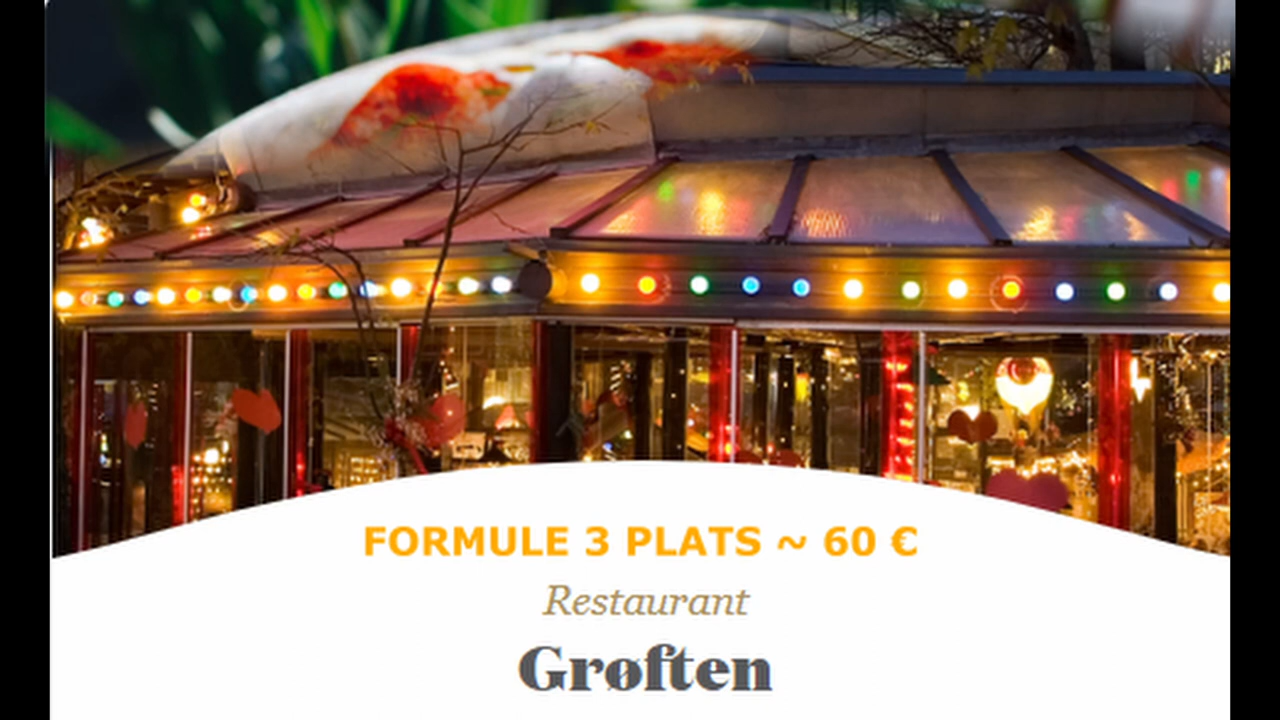 FORMULE 3 PLATS ~ 60 €
Restaurant
Grøften